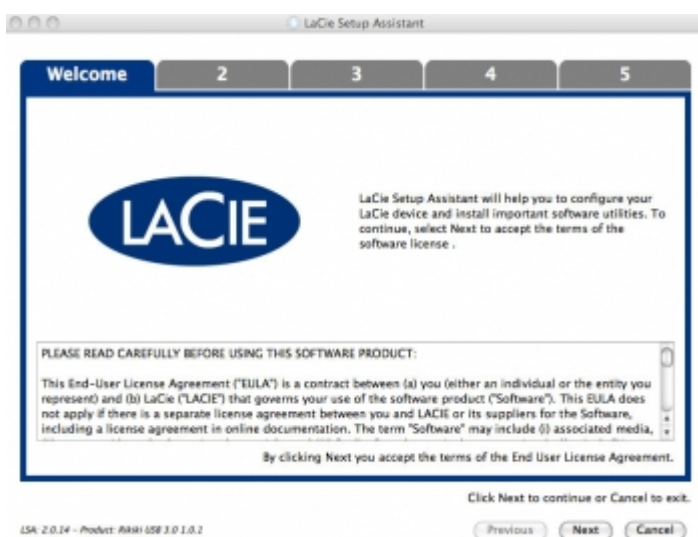 LaCie Setup Assistant
Welcome 2 3 4 5
LACIE
LaCie Setup Assistant will help you to configure your
LaCie device and install important software utilities. To
continue, select Next to accept the terms of the
software license .
PLEASE READ CAREFULLY BEFORE USING THIS SOFTWARE PRODUCT:
This End-User License Agreement ("EULA") is a contract between (a) you (either an individual or the entity you
represent) and (b) LaCie ("LACIE") that governs your use of the software product ("Software"). This EULA does
not apply if there is a separate license agreement between you and LACIE or its suppliers for the Software,
including a license agreement in online documentation. The term "Software" may include (i) associated media,
By clicking Next you accept the terms of the End User License Agreement.
Click Next to continue or Cancel to exit.
LSA: 2.0.14 - Product: Rikiki USB 3.0 1.0.2
Previous Next Cancel